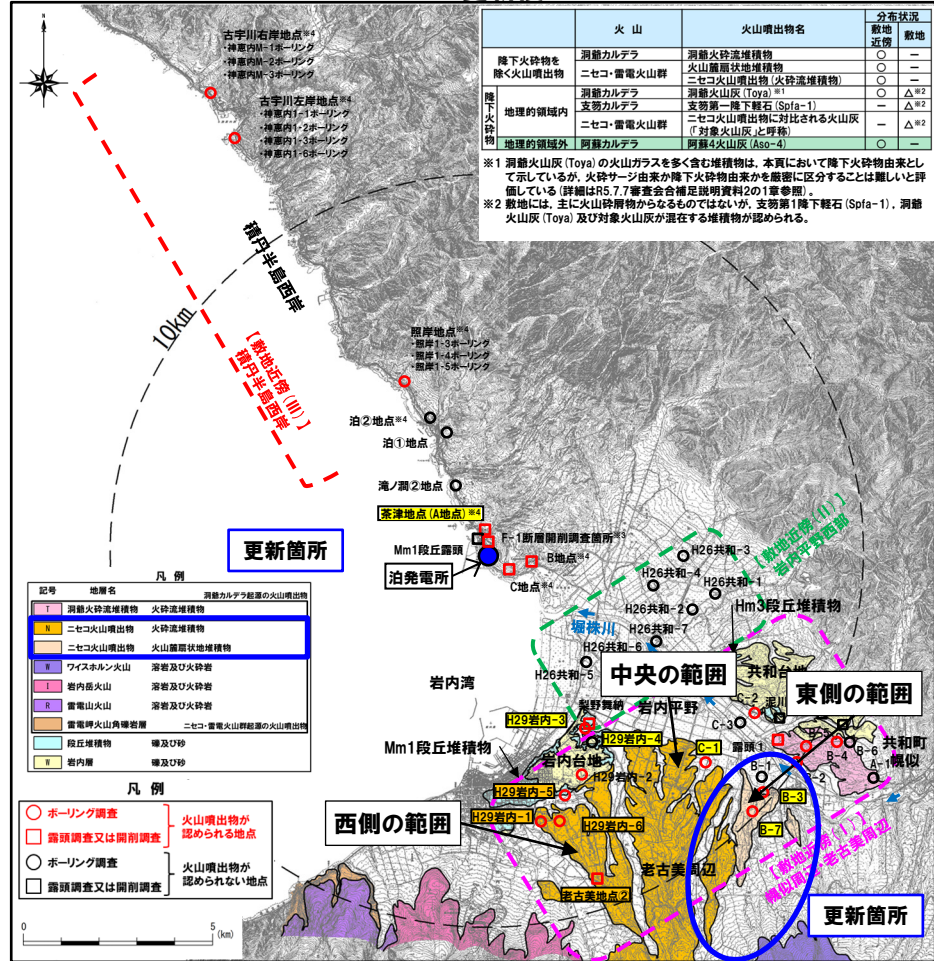 火 山
火山噴出物名
分布状況
敷地近傍
敷地
降下火砕物を除く火山噴出物
洞爺カルデラ
洞爺火砕流堆積物
○
－
ニセコ・雷電火山群
火山麓扇状地堆積物
○
－
ニセコ火山噴出物(火砕流堆積物)
○
－
降下火砕物
地理的領域内
洞爺カルデラ
洞爺火山灰(Toya)※1
○
△※2
支笏カルデラ
支笏第一降下軽石(Spfa-1)
－
△※2
ニセコ・雷電火山群
ニセコ火山噴出物に対比される火山灰(「対象火山灰」と呼称)
－
△※2
地理的領域外
阿蘇カルデラ
阿蘇4火山灰(Aso-4)
○
－
※1 洞爺火山灰(Toya)の火山ガラスを多く含む堆積物は，本頁において降下火砕物由来と
して示しているが，火砕サージ由来か降下火砕物由来かを厳密に区分することは難しいと評
価している(詳細はR5.7.7審査会合補足説明資料2の1章参照)。
※2 敷地には，主に火山砕屑物からなるものではないが，支笏第1降下軽石(Spfa-1)，洞爺
火山灰(Toya)及び対象火山灰が混在する堆積物が認められる。
古宇川右岸地点※4
・神恵内M-1ボーリング
・神恵内M-2ボーリング
・神恵内M-3ボーリング
古宇川左岸地点※4
・神恵内1-1ボーリング
・神恵内1-2ボーリング
・神恵内1-3ボーリング
・神恵内1-6ボーリング
積丹半島西岸
10km
【敷地近傍(Ⅲ)】
積丹半島西岸
照岸地点※4
・照岸1-3ボーリング
・照岸1-4ボーリング
・照岸1-5ボーリング
泊②地点※4
泊①地点
滝ノ澗②地点
茶津地点(A地点)※4
F-1断層開削調査箇所※3
Mm1段丘露頭
B地点※4
泊発電所
C地点※4
更新箇所
【敷地近傍(Ⅱ)】
岩内平野西部
H26共和-3
H26共和-4
H26共和-1
H26共和-2
Hm3段丘堆積物
堀株川
H26共和-7
H26共和-6
H26共和-5
中央の範囲
共和台地
東側の範囲
岩内湾
岩内平野
梨野舞納
C-2
C-3
H29岩内-3
H29岩内-4
Mm1段丘堆積物
岩内台地
C-1
露頭1
B-5
B-4
B-6
共和町
幌似
A-1
B-1
B-2
H29岩内-2
H29岩内-5
B-3
H29岩内-1
H29岩内-6
B-7
西側の範囲
老古美周辺
老古美地点②
【敷地近傍(Ⅰ)】
幌似周辺・老古美周辺
更新箇所
凡 例
記号
地層名
洞爺カルデラ起源の火山噴出物
T 洞爺火砕流堆積物 火砕流堆積物
N ニセコ火山噴出物 火砕流堆積物
ニセコ火山噴出物 火山麓扇状地堆積物
W ワイスホルン火山 溶岩及び火砕岩
I 岩内岳火山 溶岩及び火砕岩
R 雷電山火山 溶岩及び火砕岩
雷電岬火山角礫岩層
ニセコ・雷電火山群起源の火山噴出物
段丘堆積物 礫及び砂
W 岩内層 礫及び砂
凡 例
ボーリング調査
露頭調査又は開削調査
火山噴出物が
認められる地点
ボーリング調査
露頭調査又は開削調査
火山噴出物が
認められない地点
0 5
(km)